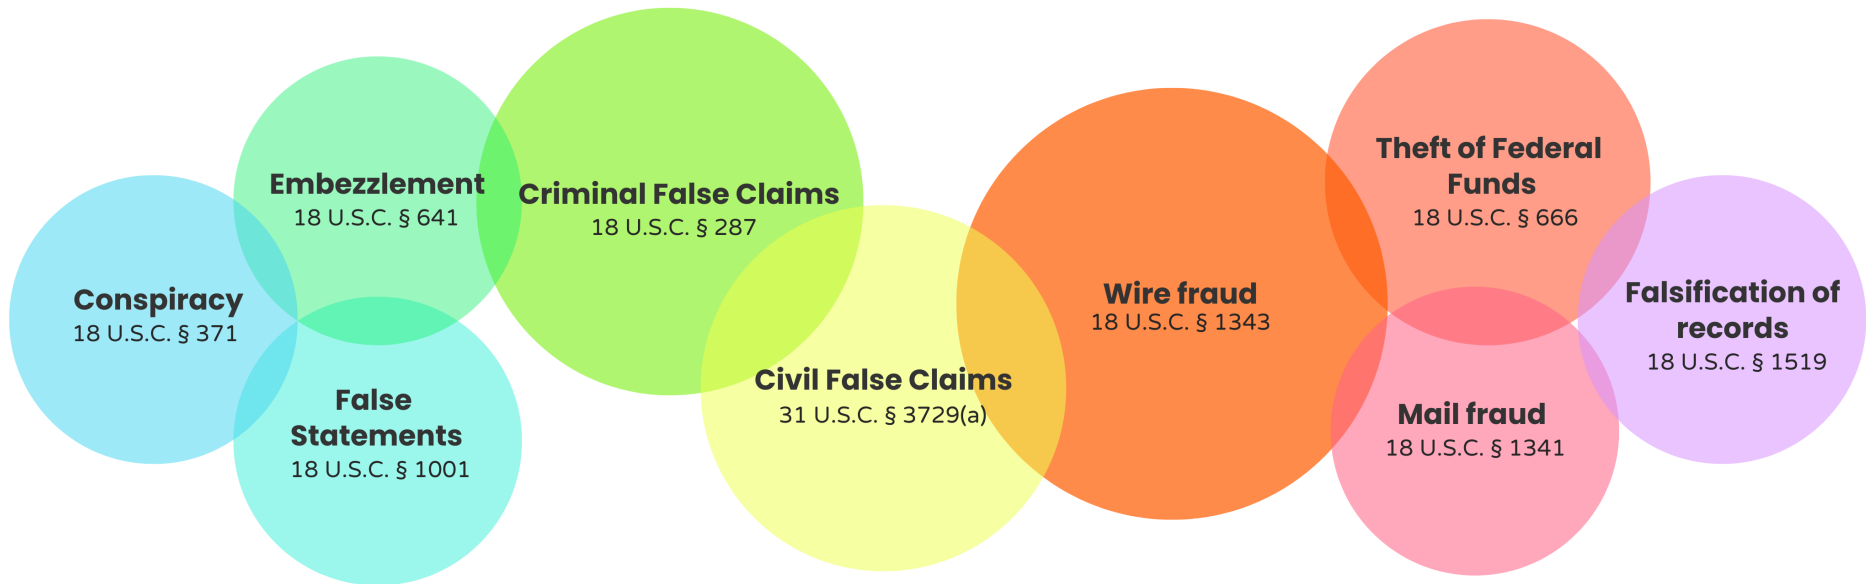 Conspiracy
18 U.S.C. § 371
Embezzlement
18 U.S.C. § 641
False
Statements
18 U.S.C. § 1001
Criminal False Claims
18 U.S.C. § 287
Civil False Claims
31 U.S.C. § 3729(a)
Wire fraud
18 U.S.C. § 1343
Theft of Federal
Funds
18 U.S.C. § 666
Mail fraud
18 U.S.C. § 1341
Falsification of
records
18 U.S.C. § 1519